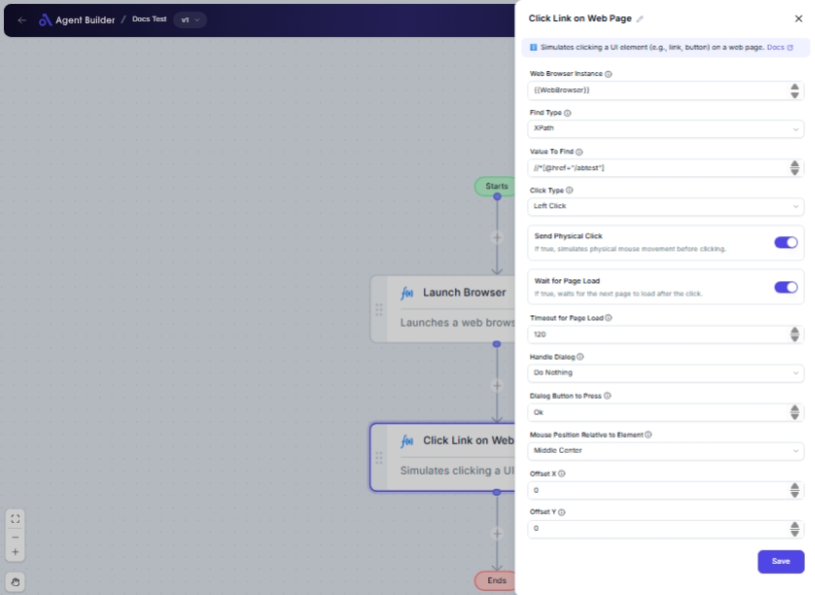 Agent Builder / Docs Test v1
Starts
Launch Browser
Launches a web brows
Click Link on Web
Simulates clicking a UI
Ends
Click Link on Web Page
Simulates clicking a UI element (e.g., link, button) on a web page. Docs
Web Browser Instance
{{WebBrowser}}
Find Type
XPath
Value To Find
//*[@href="/abtest"]
Click Type
Left Click
Send Physical Click
If true, simulates physical mouse movement before clicking.
Wait for Page Load
If true, waits for the next page to load after the click.
Timeout for Page Load
120
Handle Dialog
Do Nothing
Dialog Button to Press
Ok
Mouse Position Relative to Element
Middle Center
Offset X
0
Offset Y
0
Save